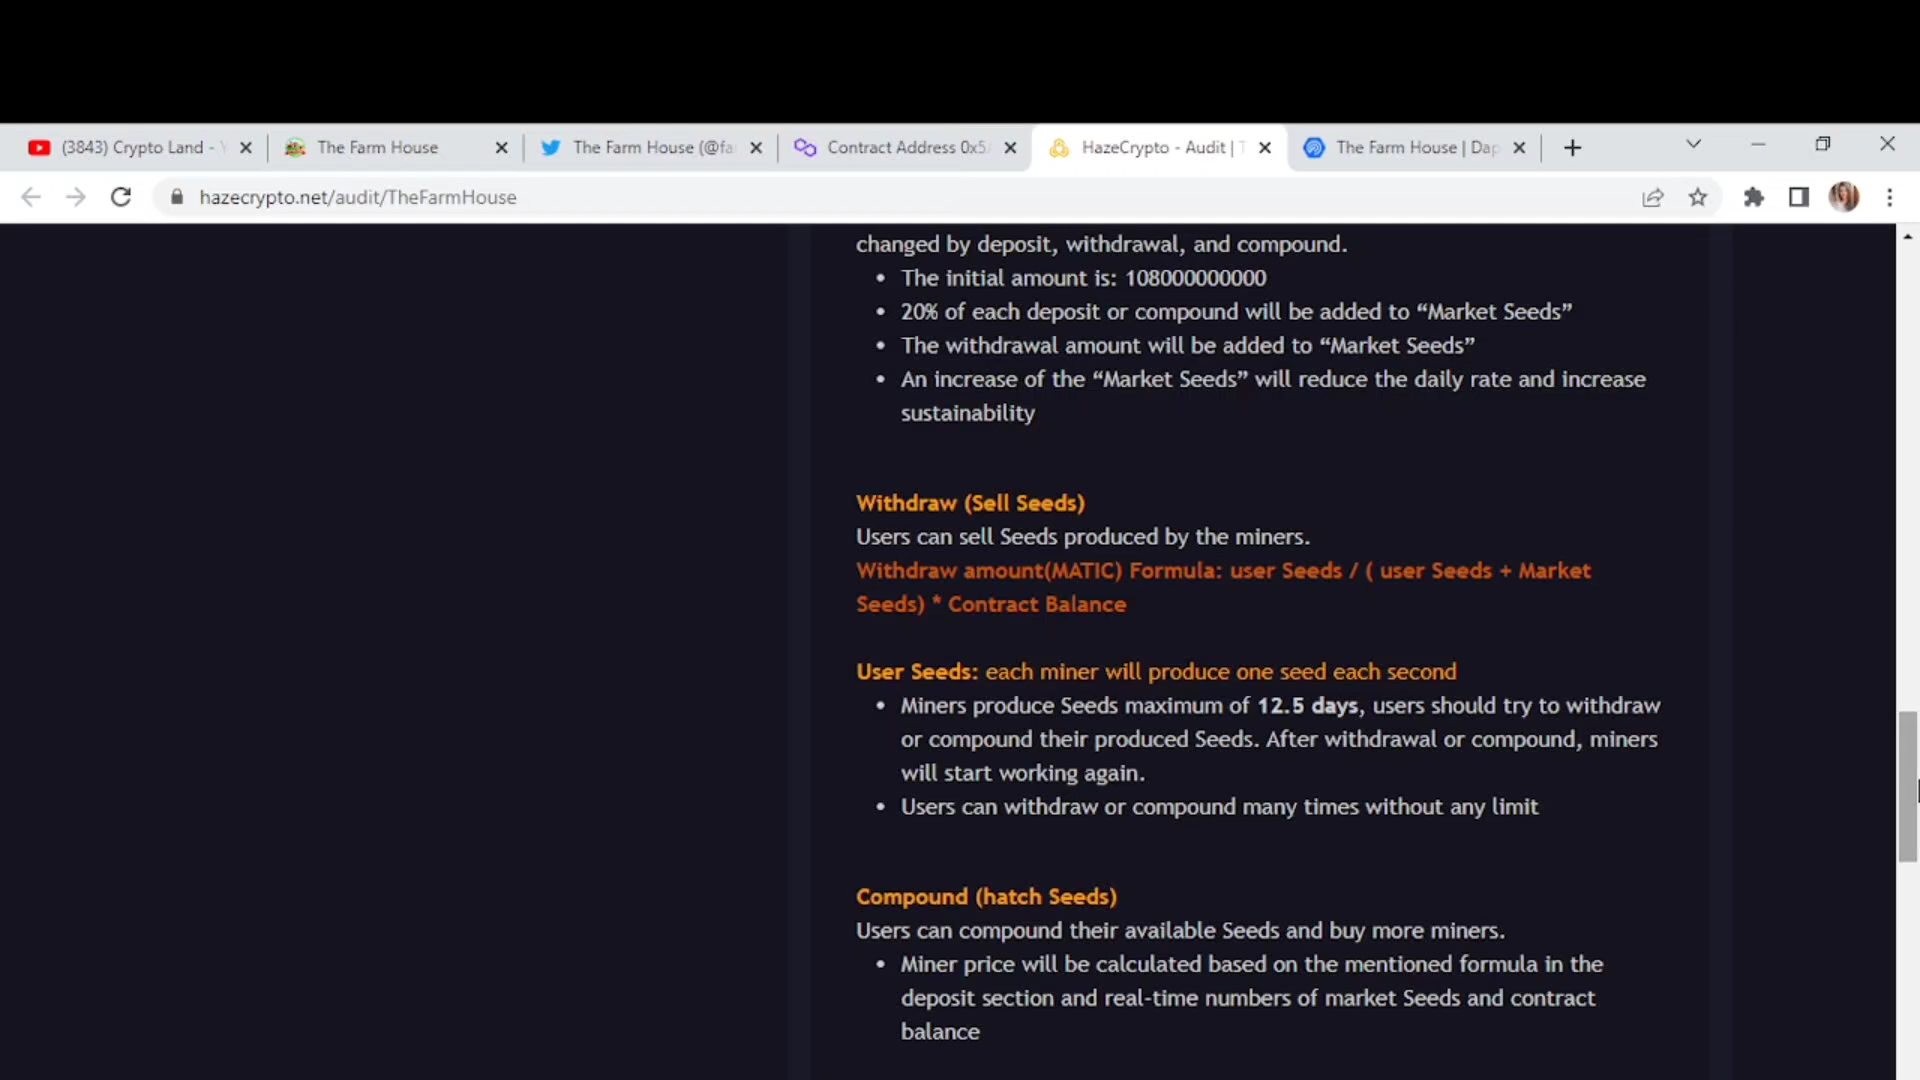 (3843) Crypto Land - Y
The Farm House
The Farm House (@fa
Contract Address 0x5
HazeCrypto - Audit | T
The Farm House | Dap
hazecrypto.net/audit/TheFarmHouse
changed by deposit, withdrawal, and compound.
• The initial amount is: 108000000000
• 20% of each deposit or compound will be added to “Market Seeds”
• The withdrawal amount will be added to “Market Seeds”
• An increase of the “Market Seeds” will reduce the daily rate and increase
sustainability
Withdraw (Sell Seeds)
Users can sell Seeds produced by the miners.
Withdraw amount(MATIC) Formula: user Seeds / ( user Seeds + Market
Seeds) * Contract Balance
User Seeds: each miner will produce one seed each second
• Miners produce Seeds maximum of 12.5 days, users should try to withdraw
or compound their produced Seeds. After withdrawal or compound, miners
will start working again.
• Users can withdraw or compound many times without any limit
Compound (hatch Seeds)
Users can compound their available Seeds and buy more miners.
• Miner price will be calculated based on the mentioned formula in the
deposit section and real-time numbers of market Seeds and contract
balance